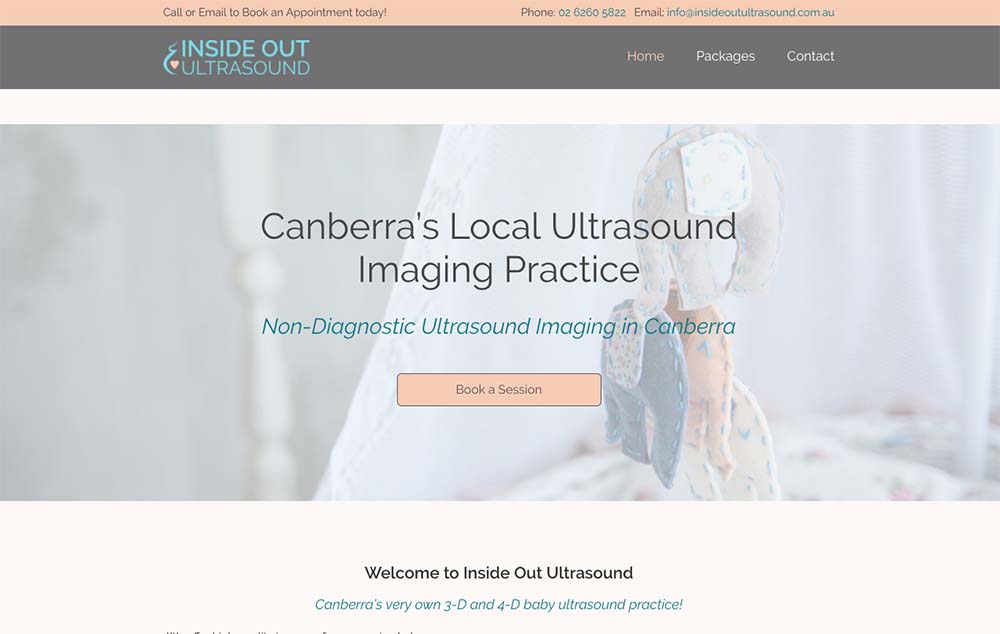 Call or Email to Book an Appointment today!
Phone: 02 6260 5822 Email: info@insideoutultrasound.com.au
INSIDE OUT
ULTRASOUND
Home Packages Contact
Canberra's Local Ultrasound
Imaging Practice
Non-Diagnostic Ultrasound Imaging in Canberra
Book a Session
Welcome to Inside Out Ultrasound
Canberra's very own 3-D and 4-D baby ultrasound practice!